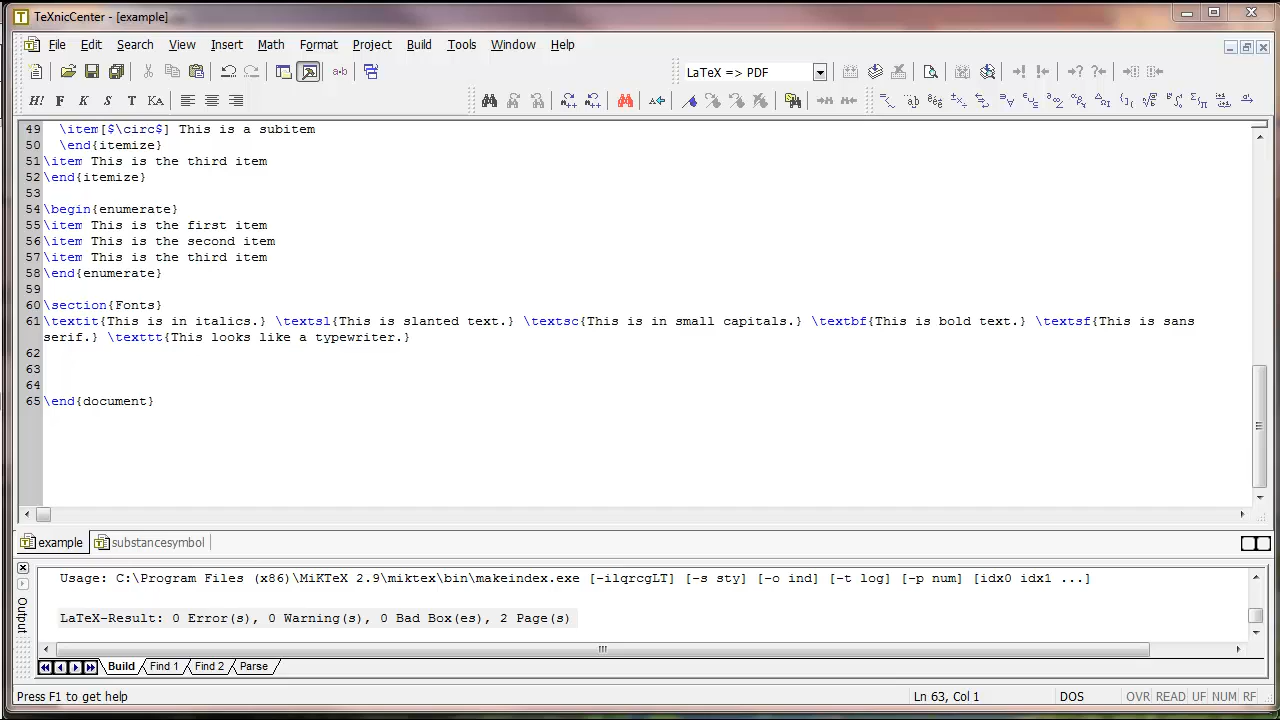 TeXnicCenter - [example]
File Edit Search View Insert Math Format Project Build Tools Window Help
LaTeX => PDF
H! F K S T KA
49 \item[$\circ$] This is a subitem
50 \end{itemize}
51 \item This is the third item
52 \end{itemize}
53
54 \begin{enumerate}
55 \item This is the first item
56 \item This is the second item
57 \item This is the third item
58 \end{enumerate}
59
60 \section{Fonts}
61 \textit{This is in italics.} \textsl{This is slanted text.} \textsc{This is in small capitals.} \textbf{This is bold text.} \textsf{This is sans
serif.} \texttt{This looks like a typewriter.}
62
63
64
65 \end{document}
example substancesymbol
Usage: C:\Program Files (x86)\MiKTeX 2.9\miktex\bin\makeindex.exe [-ilqrcgLT] [-s sty] [-o ind] [-t log] [-p num] [idx0 idx1 ...]
LaTeX-Result: 0 Error(s), 0 Warning(s), 0 Bad Box(es), 2 Page(s)
Output
Build Find 1 Find 2 Parse
Press F1 to get help Ln 63, Col 1 DOS OVR READ UF NUM RF